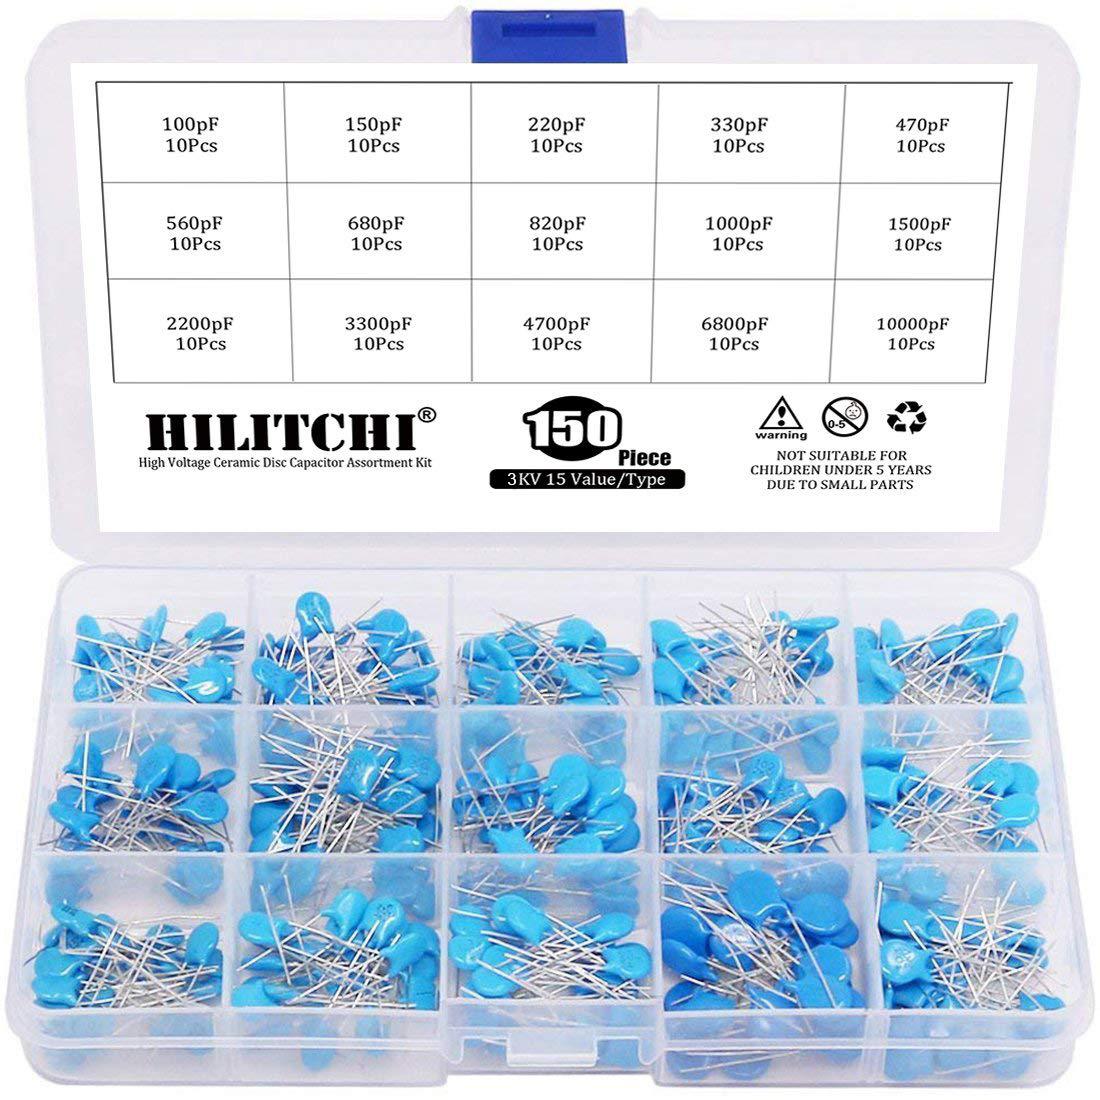 100pF 150pF 220pF 330pF 470pF
10Pcs 10Pcs 10Pcs 10Pcs 10Pcs
560pF 680pF 820pF 1000pF 1500pF
10Pcs 10Pcs 10Pcs 10Pcs 10Pcs
2200pF 3300pF 4700pF 6800pF 10000pF
10Pcs 10Pcs 10Pcs 10Pcs 10Pcs
HILITCHI®
High Voltage Ceramic Disc Capacitor Assortment Kit
150
Piece
3KV 15 Value/Type
warning
0-5
NOT SUITABLE FOR
CHILDREN UNDER 5 YEARS
DUE TO SMALL PARTS